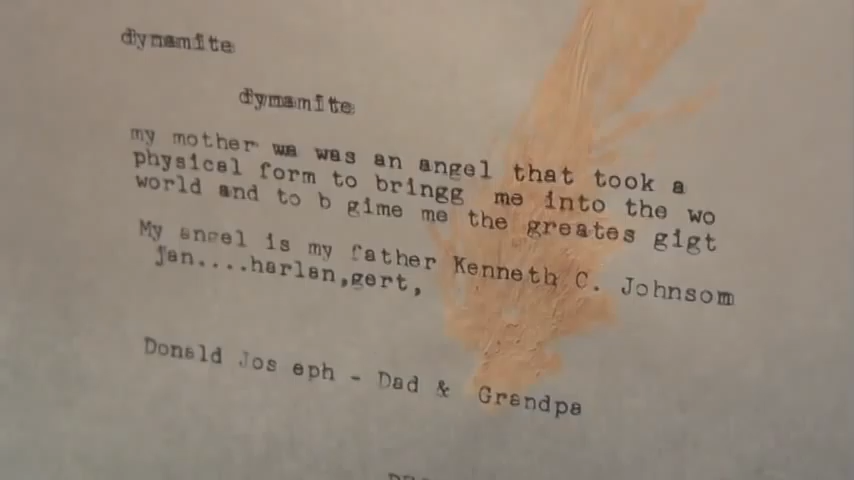 dynamite
dymamite
my mother wa was an angel that took a
physical form to bringg me into the wo
world and to b gime me the greates gigt
My angel is my father Kenneth C. Johnsom
jan....harlan,gert,
Donald Jos eph - Dad & Grandpa